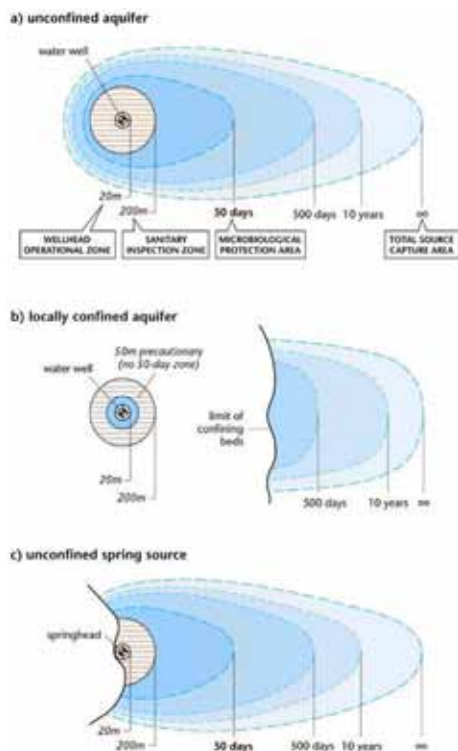 a) unconfined aquifer
water well
20m
200m
50 days
500 days
10 years
∞
WELLHEAD
OPERATIONAL ZONE
SANITARY
INSPECTION ZONE
MICROBIOLOGICAL
PROTECTION AREA
TOTAL SOURCE
CAPTURE AREA
b) locally confined aquifer
50m precautionary
(no 50-day zone)
water well
limit of
confining
beds
20m
200m
500 days
10 years
∞
c) unconfined spring source
springhead
20m
200m
50 days
500 days
10 years
∞